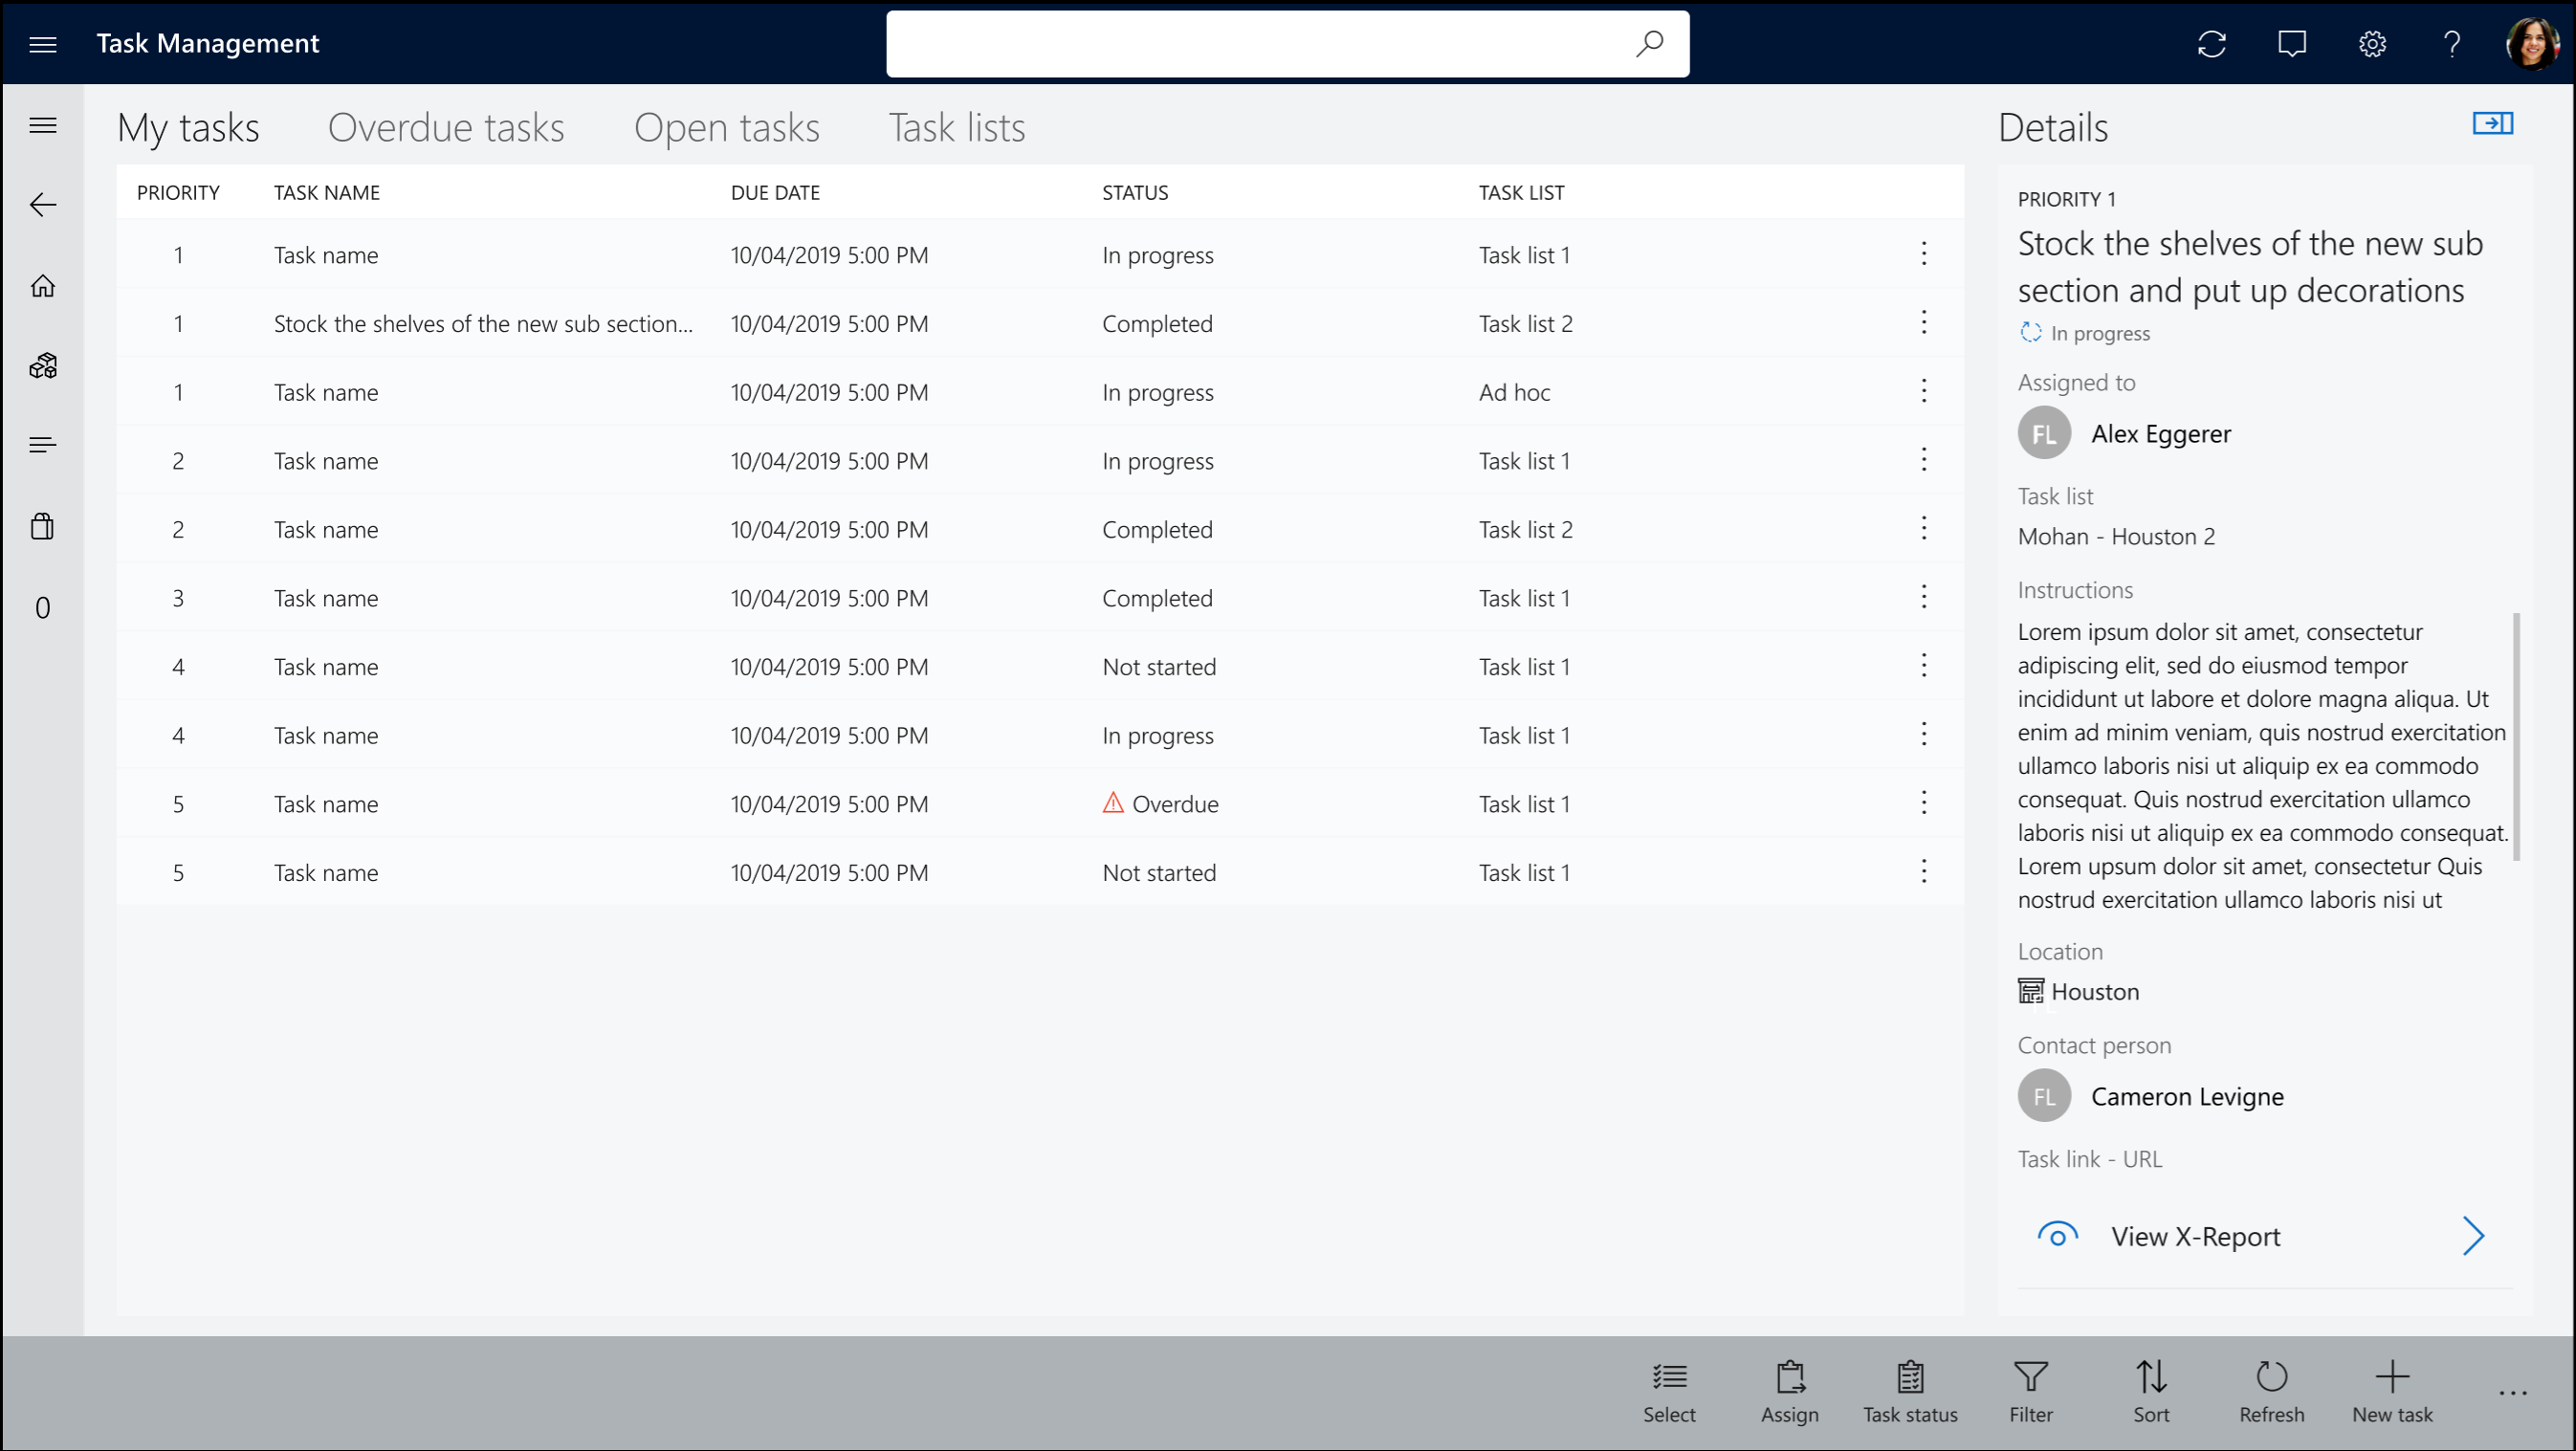 Task Management
My tasks Overdue tasks Open tasks Task lists
PRIORITY TASK NAME DUE DATE STATUS TASK LIST
1 Task name 10/04/2019 5:00 PM In progress Task list 1
1 Stock the shelves of the new sub section... 10/04/2019 5:00 PM Completed Task list 2
1 Task name 10/04/2019 5:00 PM In progress Ad hoc
2 Task name 10/04/2019 5:00 PM In progress Task list 1
2 Task name 10/04/2019 5:00 PM Completed Task list 2
3 Task name 10/04/2019 5:00 PM Completed Task list 1
4 Task name 10/04/2019 5:00 PM Not started Task list 1
4 Task name 10/04/2019 5:00 PM In progress Task list 1
5 Task name 10/04/2019 5:00 PM Overdue Task list 1
5 Task name 10/04/2019 5:00 PM Not started Task list 1
0
Details
PRIORITY 1
Stock the shelves of the new sub
section and put up decorations
In progress
Assigned to
FL Alex Eggerer
Task list
Mohan - Houston 2
Instructions
Lorem ipsum dolor sit amet, consectetur
adipiscing elit, sed do eiusmod tempor
incididunt ut labore et dolore magna aliqua. Ut
enim ad minim veniam, quis nostrud exercitation
ullamco laboris nisi ut aliquip ex ea commodo
consequat. Quis nostrud exercitation ullamco
laboris nisi ut aliquip ex ea commodo consequat.
Lorem upsum dolor sit amet, consectetur Quis
nostrud exercitation ullamco laboris nisi ut
Location
Houston
Contact person
FL Cameron Levigne
Task link - URL
View X-Report
Select Assign Task status Filter Sort Refresh New task ...